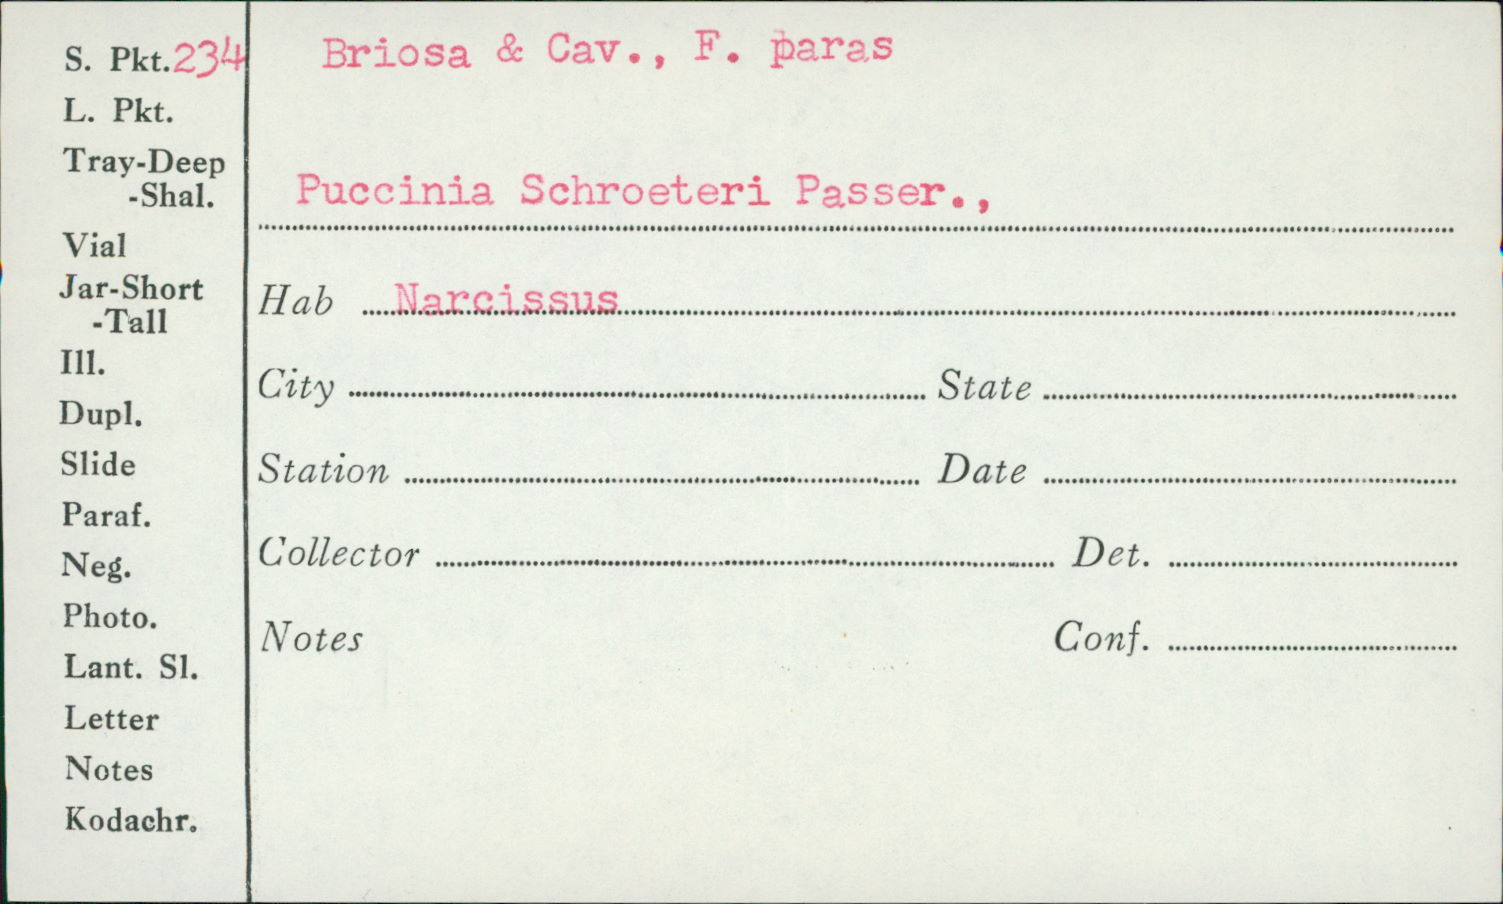 S. Pkt. 234
L. Pkt.
Tray-Deep
-Shal.
Vial
Jar-Short
-Tall
Ill.
Dupl.
Slide
Paraf.
Neg.
Photo.
Lant. Sl.
Letter
Notes
Kodachr.
Briosa & Cav., F. paras
Puccinia Schroeteri Passer.,
Hab Narcissus
City State
Station Date
Collector Det.
Notes Conf.